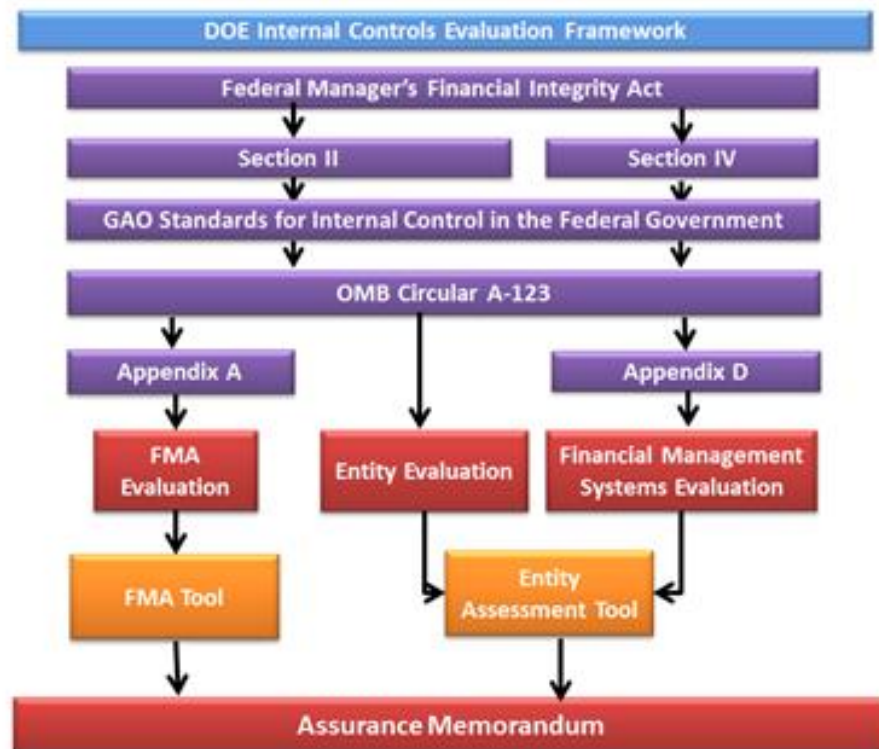 DOE Internal Controls Evaluation Framework
Federal Manager's Financial Integrity Act
Section II
Section IV
GAO Standards for Internal Control in the Federal Government
OMB Circular A-123
Appendix A
Appendix D
FMA
Evaluation
Entity Evaluation
Financial Management
Systems Evaluation
FMA Tool
Entity
Assessment Tool
Assurance Memorandum